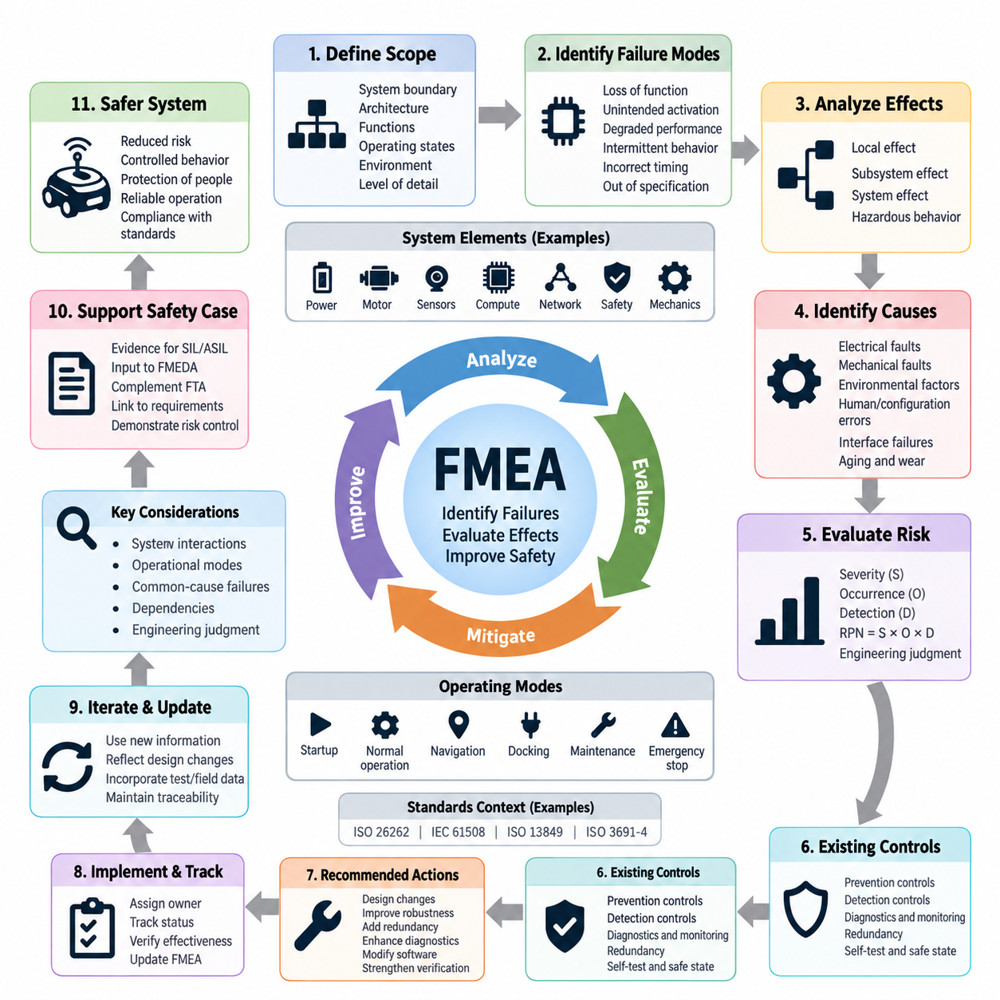 1. Define Scope
System boundary
Architecture
Functions
Operating states
Environment
Level of detail
2. Identify Failure Modes
Loss of function
Unintended activation
Degraded performance
Intermittent behavior
Incorrect timing
Out of specification
3. Analyze Effects
Local effect
Subsystem effect
System effect
Hazardous behavior
4. Identify Causes
Electrical faults
Mechanical faults
Environmental factors
Human/configuration
errors
Interface failures
Aging and wear
5. Evaluate Risk
Severity (S)
Occurrence (O)
Detection (D)
RPN = S × O × D
Engineering judgment
6. Existing Controls
Prevention controls
Detection controls
Diagnostics and monitoring
Redundancy
Self-test and safe state
6. Existing Controls
Prevention controls
Detection controls
Diagnostics and monitoring
Redundancy
Self-test and safe state
7. Recommended Actions
Design changes
Improve robustness
Add redundancy
Enhance diagnostics
Modify software
Strengthen verification
8. Implement & Track
Assign owner
Track status
Verify effectiveness
Update FMEA
9. Iterate & Update
Use new information
Reflect design changes
Incorporate test/field data
Maintain traceability
Key Considerations
• System interactions
• Operational modes
• Common-cause failures
• Dependencies
• Engineering judgment
10. Support Safety Case
Evidence for SIL/ASIL
Input to FMEDA
Complement FTA
Link to requirements
Demonstrate risk control
11. Safer System
Reduced risk
Controlled behavior
Protection of people
Reliable operation
Compliance with
standards
System Elements (Examples)
Power
Motor
Sensors
Compute
Network
Safety
Mechanics
Analyze
Evaluate
Mitigate
Improve
FMEA
Identify Failures
Evaluate Effects
Improve Safety
Operating Modes
Startup
Normal
operation
Navigation
Docking
Maintenance
Emergency
stop
Standards Context (Examples)
ISO 26262 | IEC 61508 | ISO 13849 | ISO 3691-4